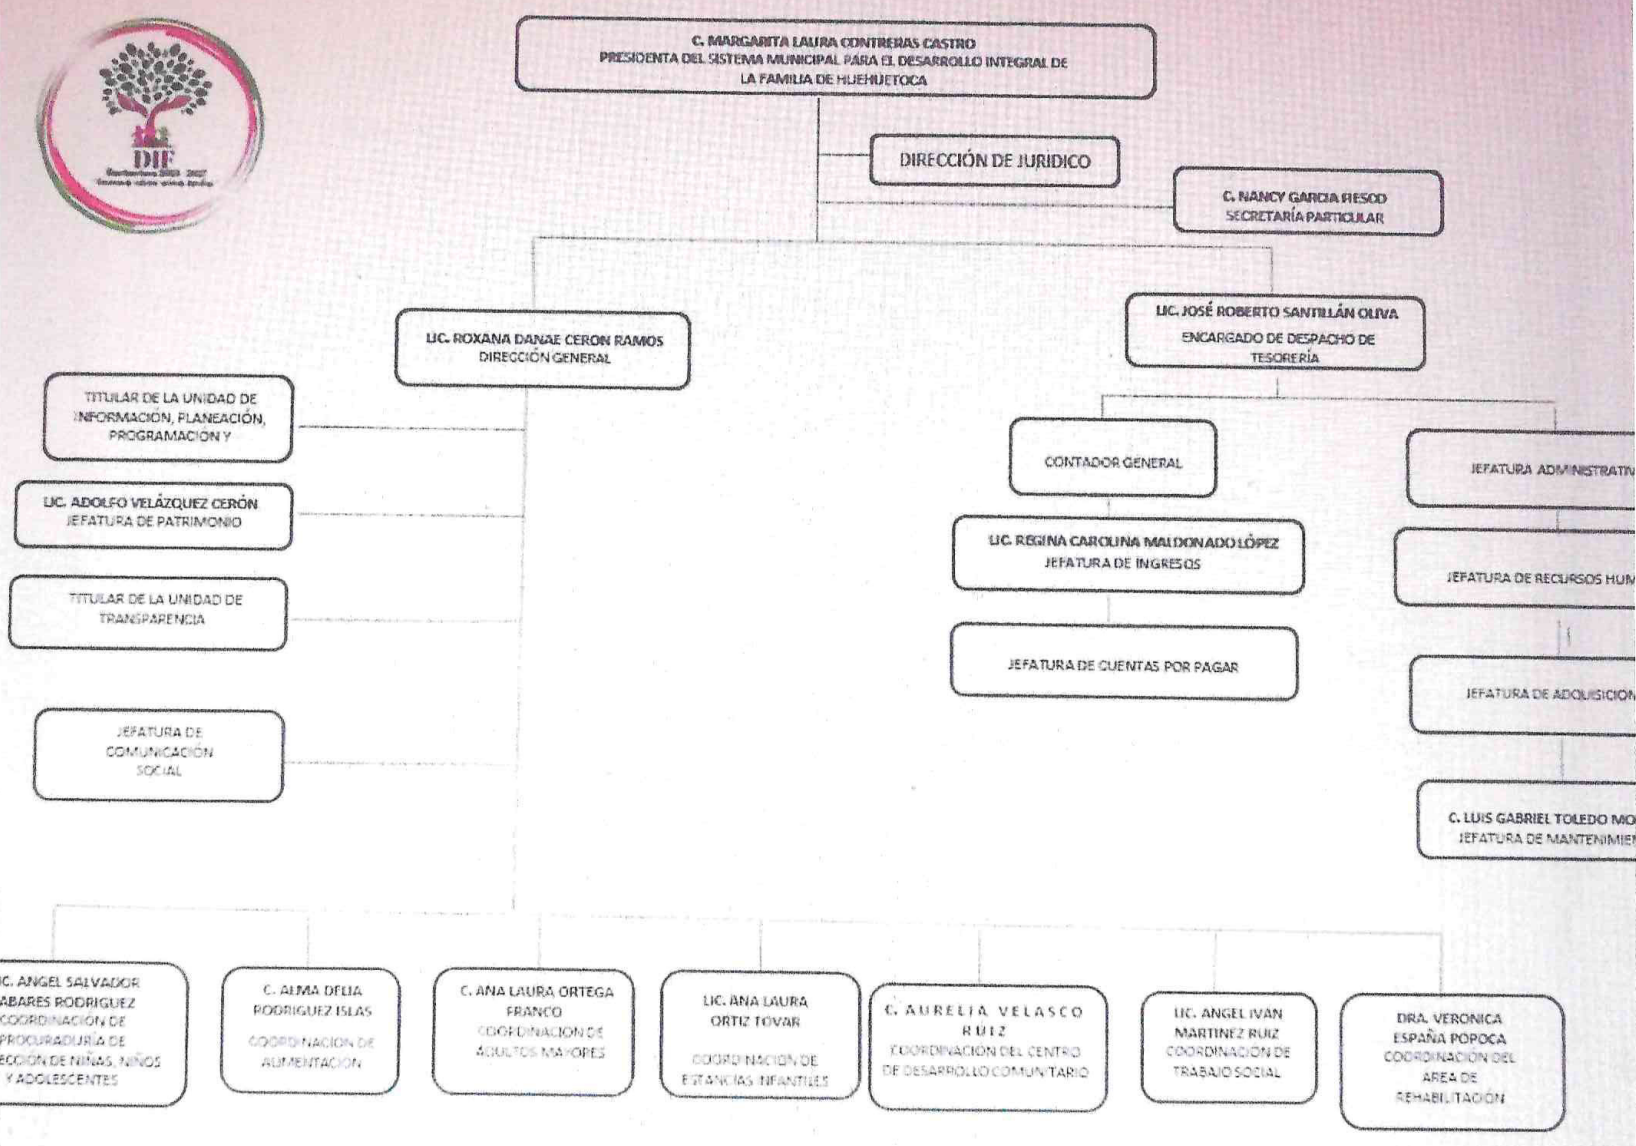 C. MARGARITA LAURA CONTRERAS CASTRO
PRESIDENTA DEL SISTEMA MUNICIPAL PARA EL DESARROLLO INTEGRAL DE
LA FAMILIA DE HUEHUETOCA
DIF
DIRECCIÓN DE JURÍDICO
C. NANCY GARCIA RESCO
SECRETARÍA PARTICULAR
LIC. ROXANA DANAE CERON RAMOS
DIRECCIÓN GENERAL
LIC. JOSÉ ROBERTO SANTILLÁN OLIVA
ENCARGADO DE DESPACHO DE
TESORERÍA
TITULAR DE LA UNIDAD DE
INFORMACIÓN, PLANEACIÓN,
PROGRAMACION Y
LIC. ADOLFO VELÁZQUEZ CERÓN
JEFATURA DE PATRIMONIO
TITULAR DE LA UNIDAD DE
TRANSPARENCIA
JEFATURA DE
COMUNICACIÓN
SOCIAL
CONTADOR GENERAL
LIC. REGINA CAROLINA MALDONADO LÓPEZ
JEFATURA DE INGRESOS
JEFATURA DE CUENTAS POR PAGAR
JEFATURA ADMINISTRATIV
JEFATURA DE RECURSOS HUM
JEFATURA DE ADQUISICION
C. LUIS GABRIEL TOLEDO MO
JEFATURA DE MANTENIMIEN
IC. ANGEL SALVADOR
ABARES RODRIGUEZ
COORDINACIÓN DE
PROCURADURÍA DE
ECCION DE NIÑAS, NIÑOS
Y ADOLESCENTES
C. ALMA DELIA
RODRIGUEZ ISLAS
COORDINACION DE
ALIMENTACION
C. ANA LAURA ORTEGA
FRANCO
COORDINACION DE
ADULTOS MAYORES
LIC. ANA LAURA
ORTIZ TOVAR
COORDINACION DE
ESTANCIAS INFANTILES
C. AURELIA VELASCO
RUIZ
COORDINACIÓN DEL CENTRO
DE DESARROLLO COMUNITARIO
LIC. ANGEL IVAN
MARTINEZ RUIZ
COORDINACIÓN DE
TRABAJO SOCIAL
DRA. VERONICA
ESPAÑA POPOCA
COORDINACIÓN DEL
AREA DE
REHABILITACIÓN